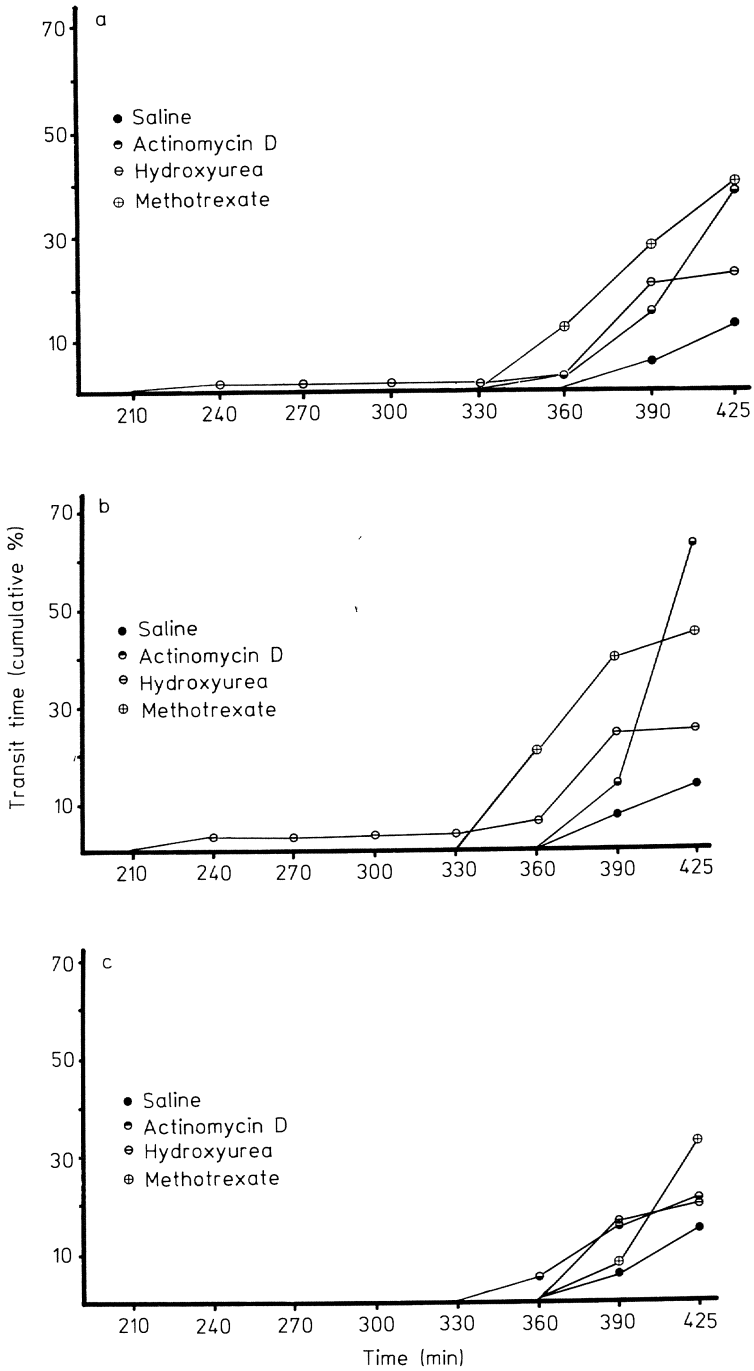 70
a
50
30
10
Saline
Actinomycin D
Hydroxyurea
Methotrexate
210 240 270 300 330 360 390 425
Transit time (cumulative %)
70
b
50
30
10
Saline
Actinomycin D
Hydroxyurea
Methotrexate
210 240 270 300 330 360 390 425
70
c
50
30
10
Saline
Actinomycin D
Hydroxyurea
Methotrexate
210 240 270 300 330 360 390 425
Time (min)